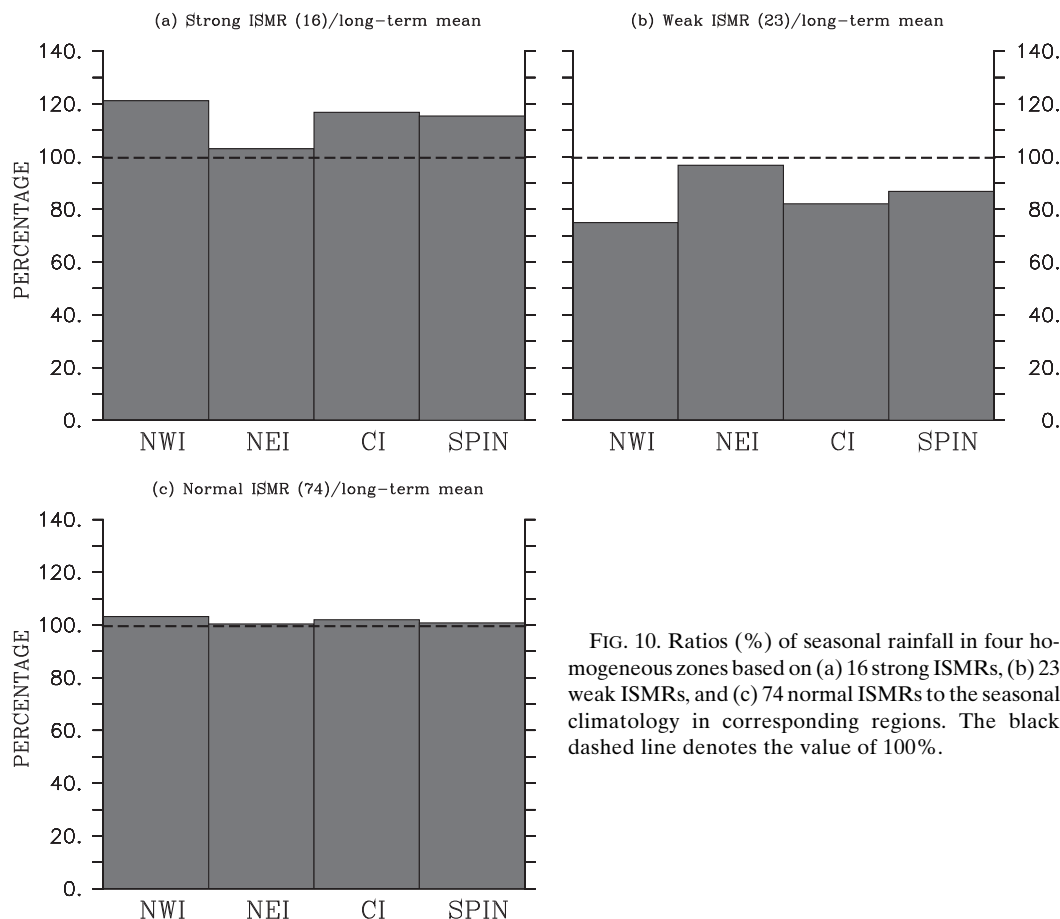 (a) Strong ISMR (16)/long-term mean
140.
120.
100.
80.
60.
40.
20.
0.
PERCENTAGE
NWI NEI CI SPIN
(b) Weak ISMR (23)/long-term mean
140.
120.
100.
80.
60.
40.
20.
0.
NWI NEI CI SPIN
(c) Normal ISMR (74)/long-term mean
140.
120.
100.
80.
60.
40.
20.
0.
PERCENTAGE
NWI NEI CI SPIN
FIG. 10. Ratios (%) of seasonal rainfall in four ho-
mogeneous zones based on (a) 16 strong ISMRs, (b) 23
weak ISMRs, and (c) 74 normal ISMRs to the seasonal
climatology in corresponding regions. The black
dashed line denotes the value of 100%.